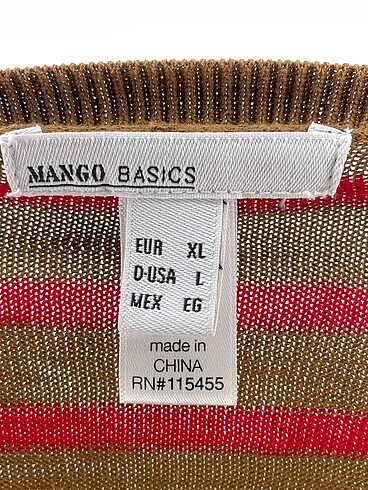 MANGO BASICS
EUR XL
D·USA L
MEX EG
made in
CHINA
RN#115455